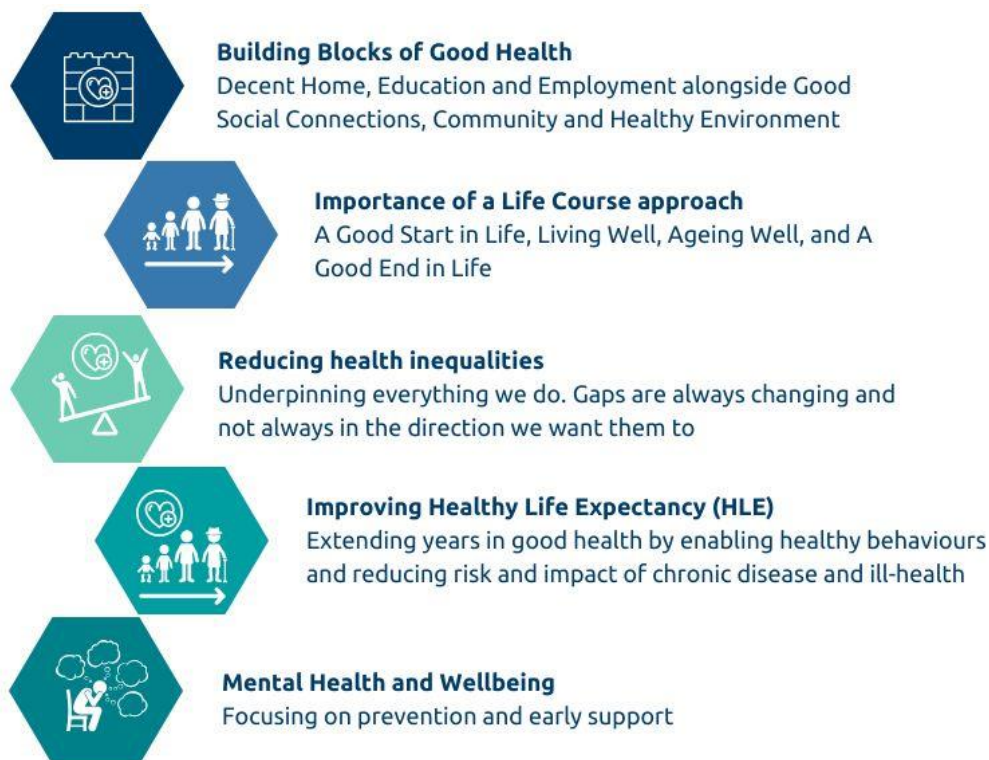 Building Blocks of Good Health
Decent Home, Education and Employment alongside Good
Social Connections, Community and Healthy Environment
Importance of a Life Course approach
A Good Start in Life, Living Well, Ageing Well, and A
Good End in Life
Reducing health inequalities
Underpinning everything we do. Gaps are always changing and
not always in the direction we want them to
Improving Healthy Life Expectancy (HLE)
Extending years in good health by enabling healthy behaviours
and reducing risk and impact of chronic disease and ill-health
Mental Health and Wellbeing
Focusing on prevention and early support